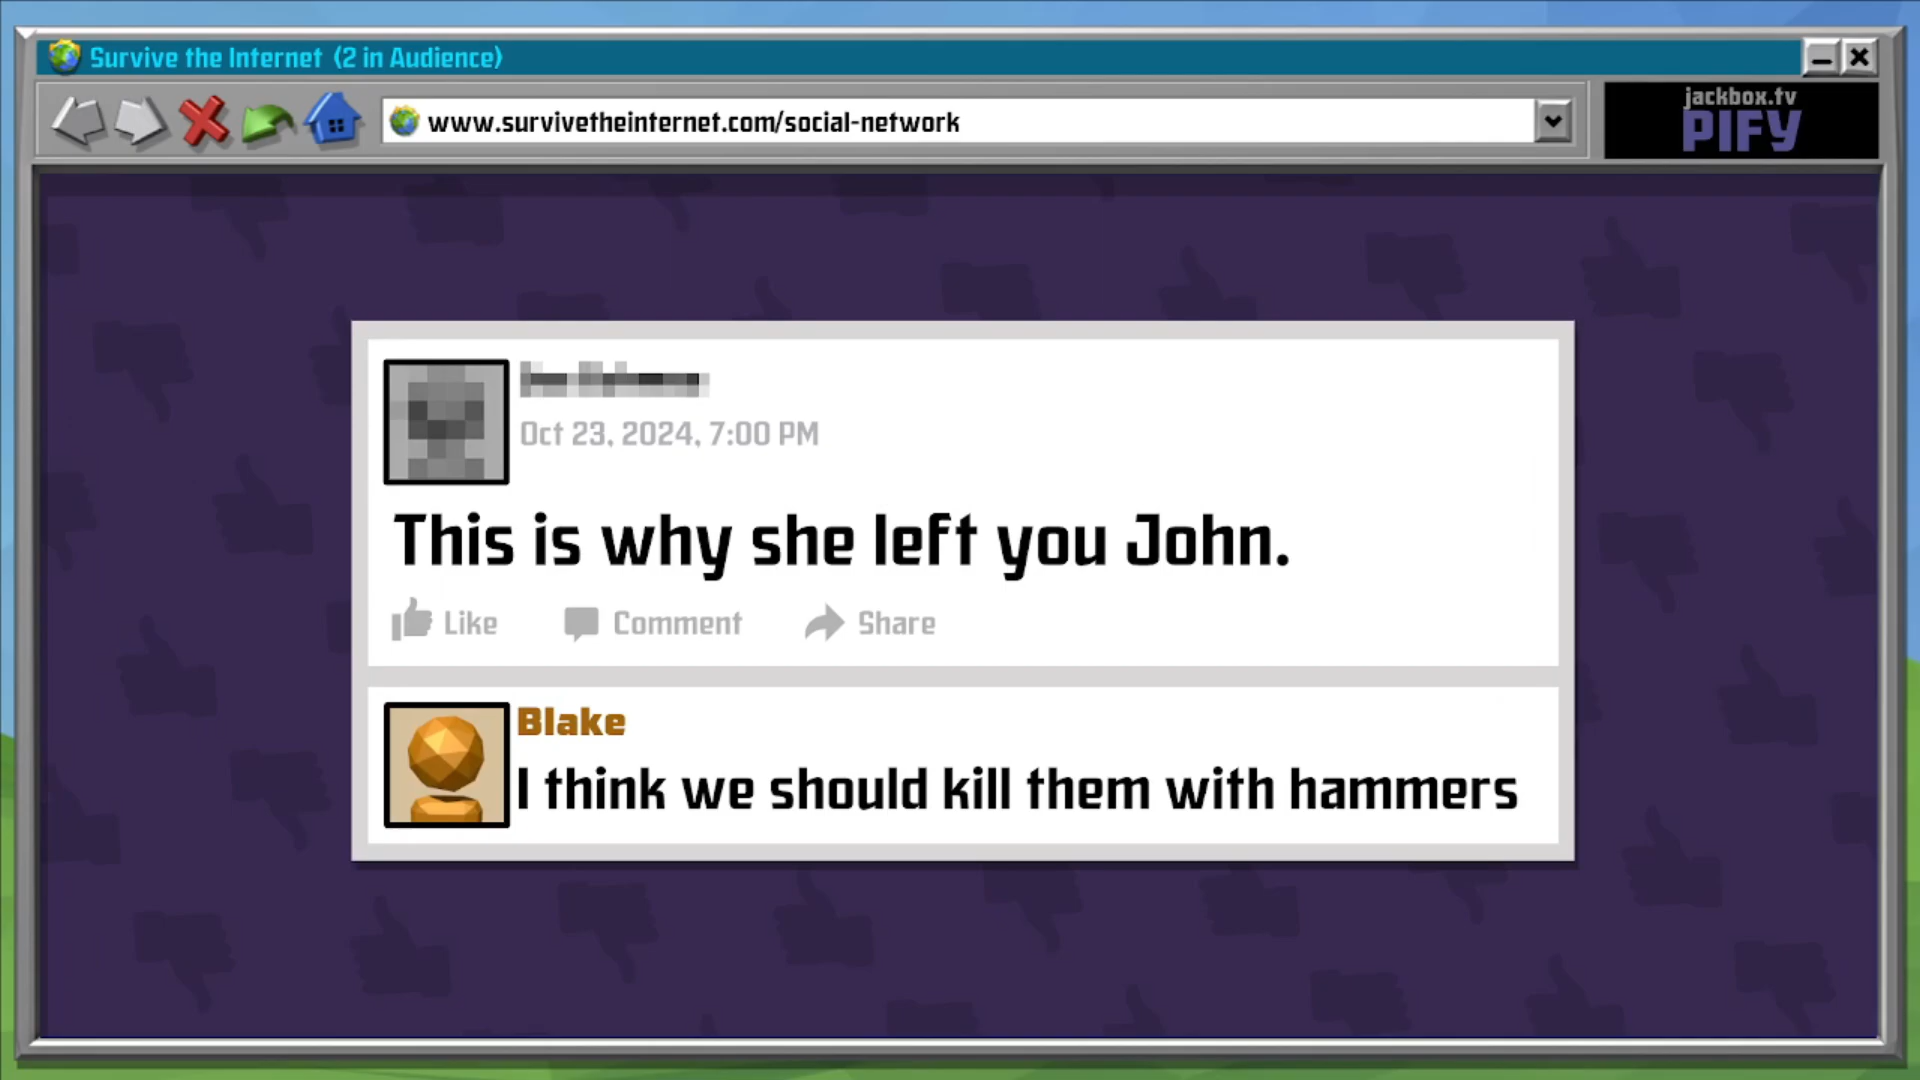 Survive the Internet (2 in Audience)
www.survivetheinternet.com/social-network
jackbox.tv
PIFY
Oct 23, 2024, 7:00 PM
This is why she left you John.
Like Comment Share
Blake
I think we should kill them with hammers